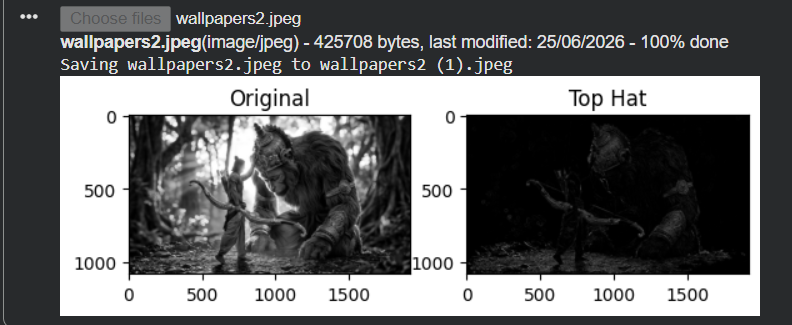 Choose files wallpapers2.jpeg
wallpapers2.jpeg(image/jpeg) - 425708 bytes, last modified: 25/06/2026 - 100% done
Saving wallpapers2.jpeg to wallpapers2 (1).jpeg
Original Top Hat
0 0
500 500
1000 1000
0 500 1000 1500 0 500 1000 1500